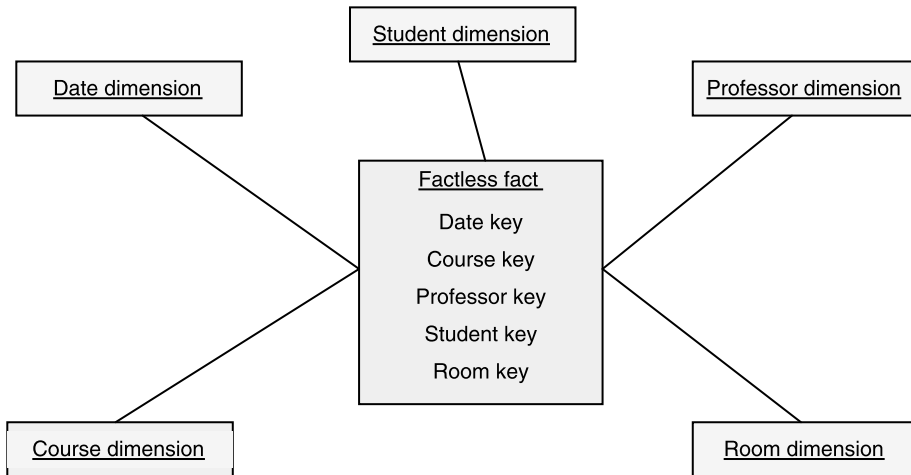 Student dimension
Date dimension
Professor dimension
Factless fact
Date key
Course key
Professor key
Student key
Room key
Course dimension
Room dimension